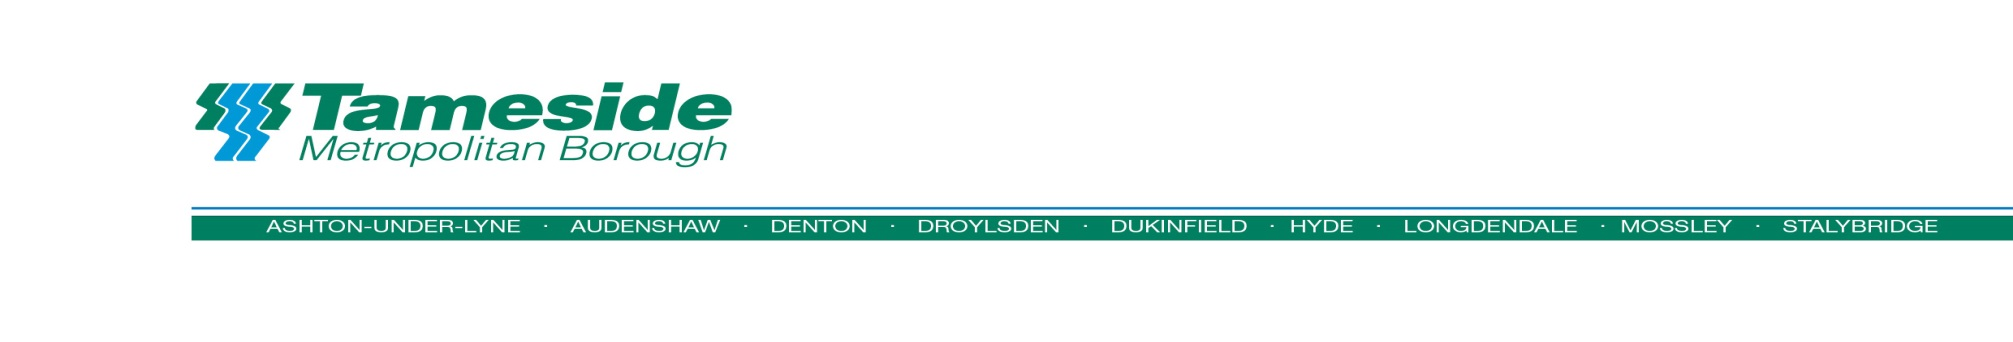 Tameside
Metropolitan Borough
ASHTON-UNDER-LYNE · AUDENSHAW · DENTON · DROYLSDEN · DUKINFIELD · HYDE · LONGDENDALE · MOSSLEY · STALYBRIDGE